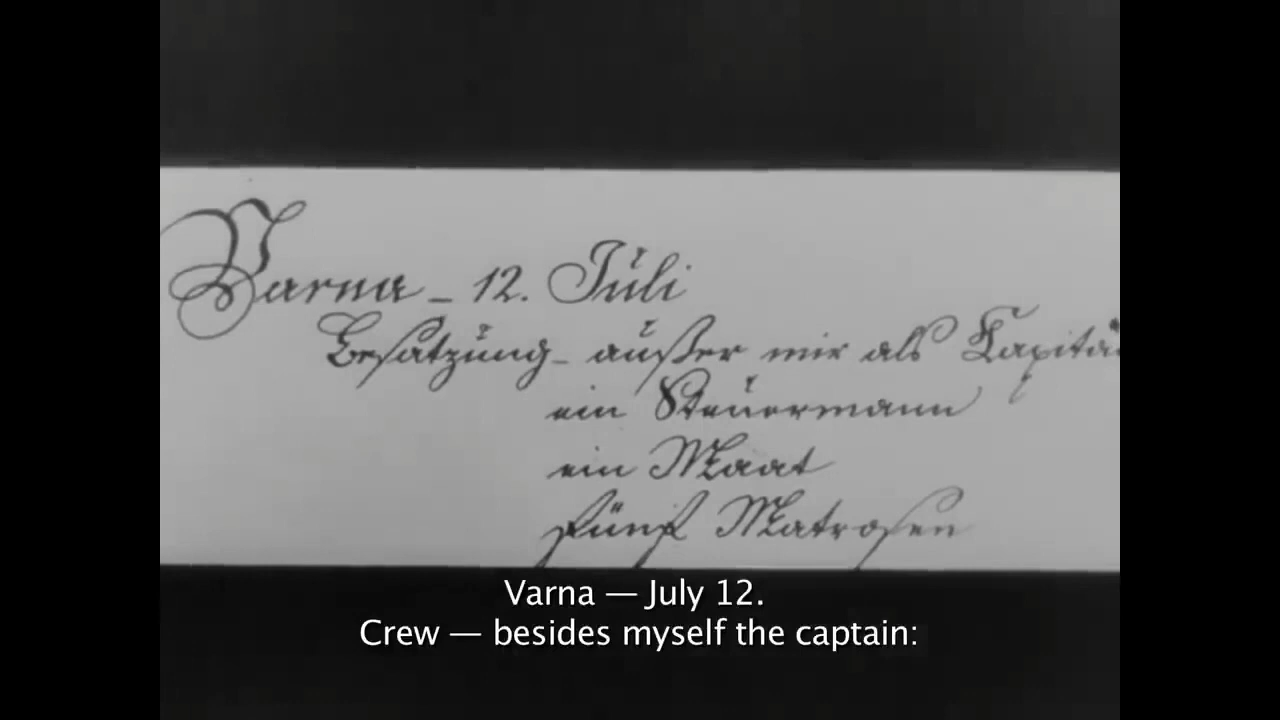 Varna – 12. Juli
Besatzung – außer mir als Kapitä
ein Steuermann
ein Maat
fünf Matrosen
Varna — July 12.
Crew — besides myself the captain: